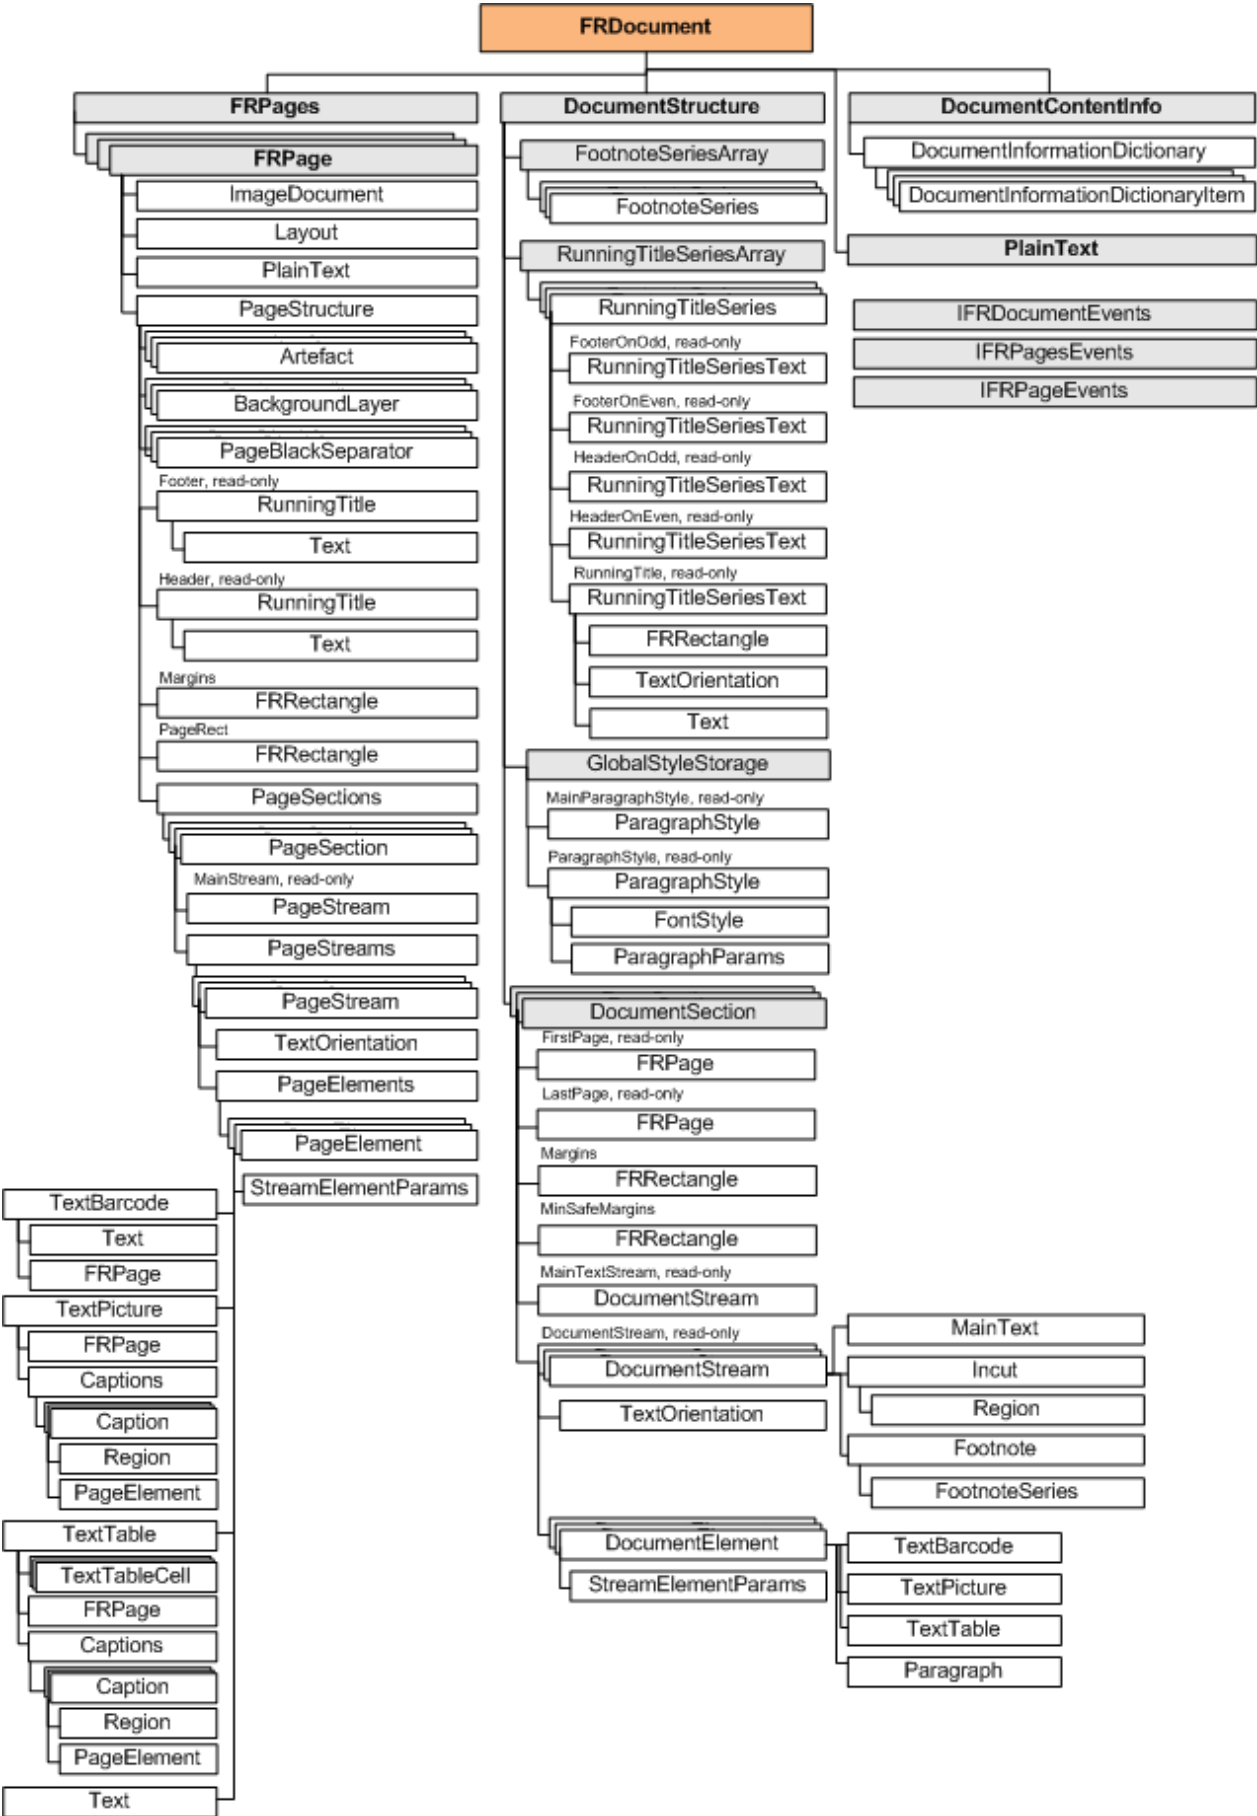 FRDocument
FRPages
FRPage
ImageDocument
Layout
PlainText
PageStructure
Artefact
BackgroundLayer
PageBlackSeparator
Footer, read-only
RunningTitle
Text
Header, read-only
RunningTitle
Text
Margins
FRRectangle
PageRect
FRRectangle
PageSections
PageSection
MainStream, read-only
PageStream
PageStreams
PageStream
TextOrientation
PageElements
PageElement
StreamElementParams
TextBarcode
Text
FRPage
TextPicture
FRPage
Captions
Caption
Region
PageElement
TextTable
TextTableCell
FRPage
Captions
Caption
Region
PageElement
Text
DocumentStructure
FootnoteSeriesArray
FootnoteSeries
RunningTitleSeriesArray
RunningTitleSeries
FooterOnOdd, read-only
RunningTitleSeriesText
FooterOnEven, read-only
RunningTitleSeriesText
HeaderOnOdd, read-only
RunningTitleSeriesText
HeaderOnEven, read-only
RunningTitleSeriesText
RunningTitle, read-only
RunningTitleSeriesText
FRRectangle
TextOrientation
Text
GlobalStyleStorage
MainParagraphStyle, read-only
ParagraphStyle
ParagraphStyle, read-only
ParagraphStyle
FontStyle
ParagraphParams
DocumentSection
FirstPage, read-only
FRPage
LastPage, read-only
FRPage
Margins
FRRectangle
MinSafeMargins
FRRectangle
MainTextStream, read-only
DocumentStream
DocumentStream, read-only
DocumentStream
TextOrientation
DocumentElement
StreamElementParams
MainText
Incut
Region
Footnote
FootnoteSeries
TextBarcode
TextPicture
TextTable
Paragraph
DocumentContentInfo
DocumentInformationDictionary
DocumentInformationDictionaryItem
PlainText
IFRDocumentEvents
IFRPagesEvents
IFRPageEvents